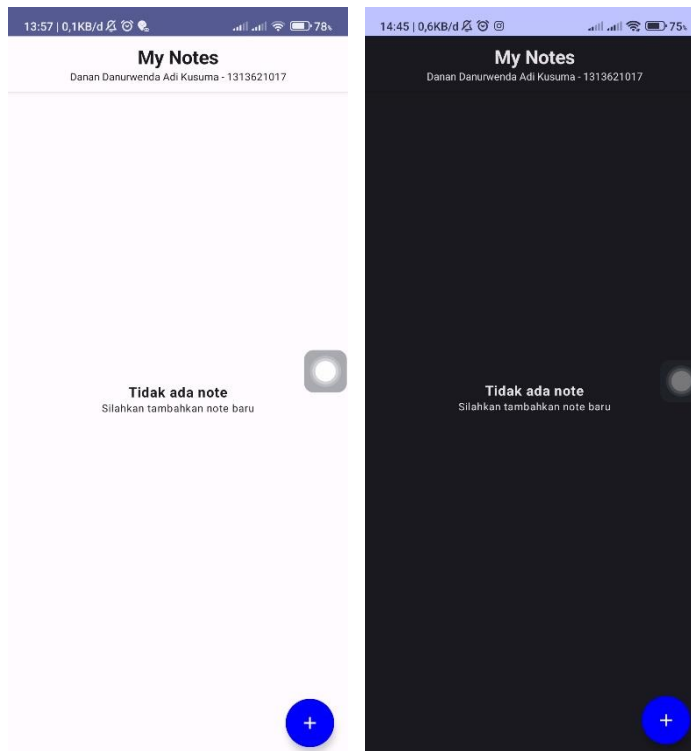 13:57 | 0,1KB/d
78%
My Notes
Danan Danurwenda Adi Kusuma - 1313621017
Tidak ada note
Silahkan tambahkan note baru
+
14:45 | 0,6KB/d
75%
My Notes
Danan Danurwenda Adi Kusuma - 1313621017
Tidak ada note
Silahkan tambahkan note baru
+